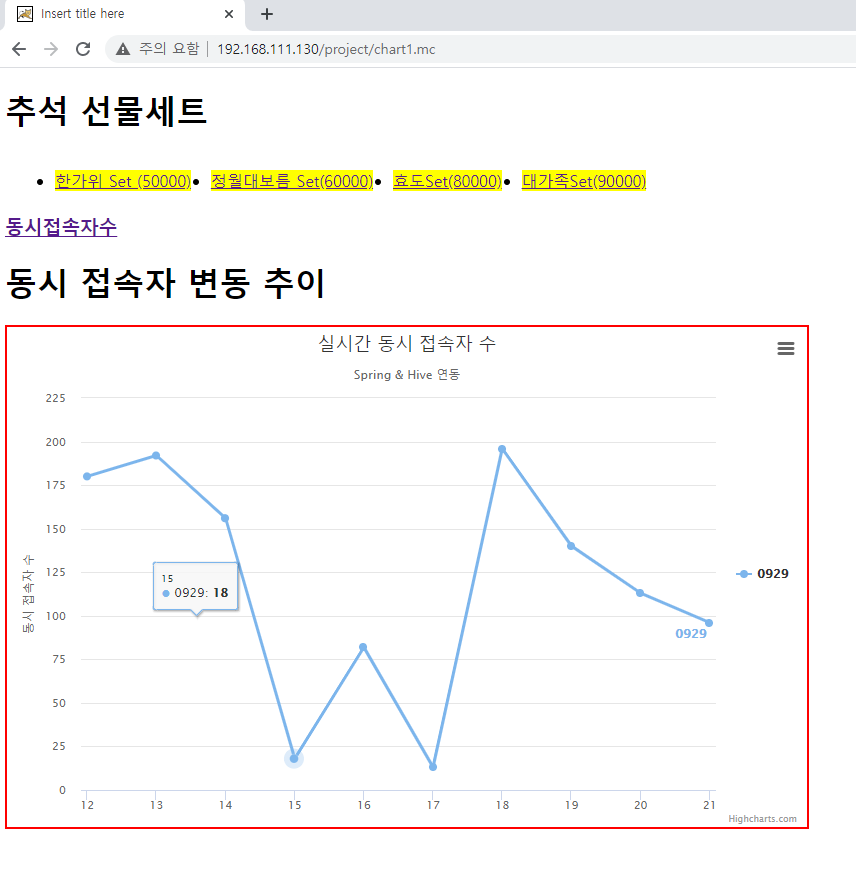 Insert title here
주의 요함 192.168.111.130/project/chart1.mc
추석 선물세트
한가위 Set (50000) 정월대보름 Set(60000) 효도Set(80000) 대가족Set(90000)
동시접속자수
동시 접속자 변동 추이
실시간 동시 접속자 수
Spring & Hive 연동
225
200
175
150
125
100
75
50
25
0
동시 접속자 수
15
0929: 18
0929
0929
12 13 14 15 16 17 18 19 20 21
Highcharts.com